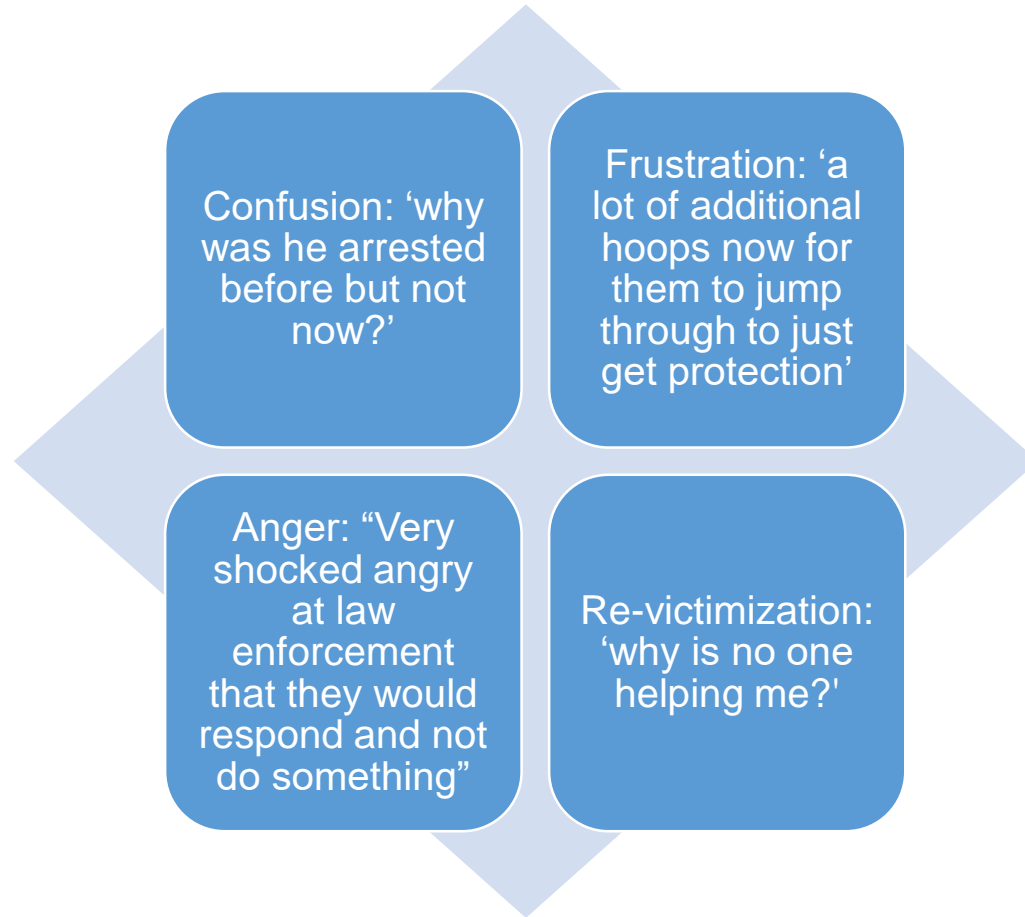 Confusion: ‘why
was he arrested
before but not
now?’
Frustration: ‘a
lot of additional
hoops now for
them to jump
through to just
get protection’
Anger: “Very
shocked angry
at law
enforcement
that they would
respond and not
do something”
Re-victimization:
‘why is no one
helping me?'